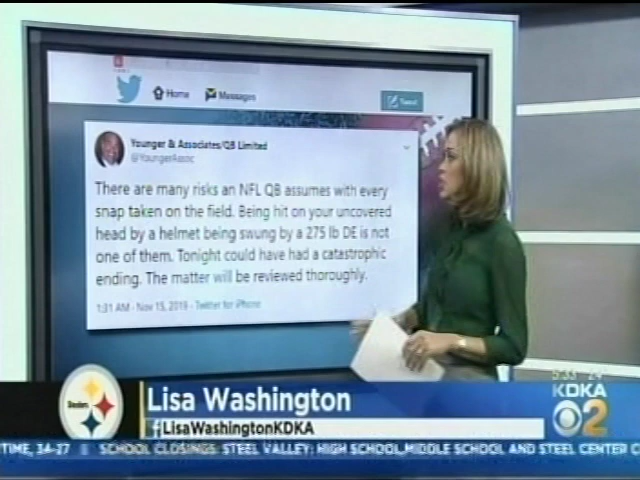 Home
Messages
Tweet
Younger & Associates/QB Limited
@YoungerAssoc
There are many risks an NFL QB assumes with every
snap taken on the field. Being hit on your uncovered
head by a helmet being swung by a 275 lb DE is not
one of them. Tonight could have had a catastrophic
ending. The matter will be reviewed thoroughly.
1:31 AM - Nov 15, 2019 - Twitter for iPhone
Steelers
Lisa Washington
f LisaWashingtonKDKA
5:33 29
KDKA
2
TIME, 34-27 SCHOOL CLOSINGS: STEEL VALLEY: HIGH SCHOOL,MIDDLE SCHOOL AND STEEL CENTER C